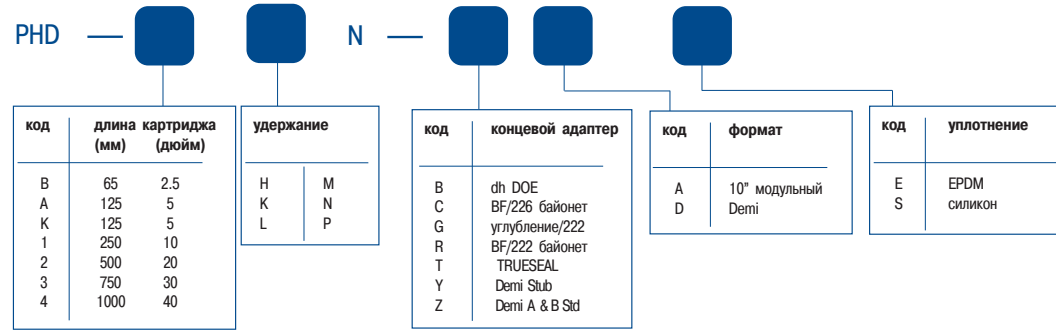 PHD — N —
код длина картриджа
(мм) (дюйм)
B 65 2.5
A 125 5
K 125 5
1 250 10
2 500 20
3 750 30
4 1000 40
удержание
H M
K N
L P
код концевой адаптер
B dh DOE
C BF/226 байонет
G углубление/222
R BF/222 байонет
T TRUESEAL
Y Demi Stub
Z Demi A & B Std
код формат
A 10” модульный
D Demi
код уплотнение
E EPDM
S силикон